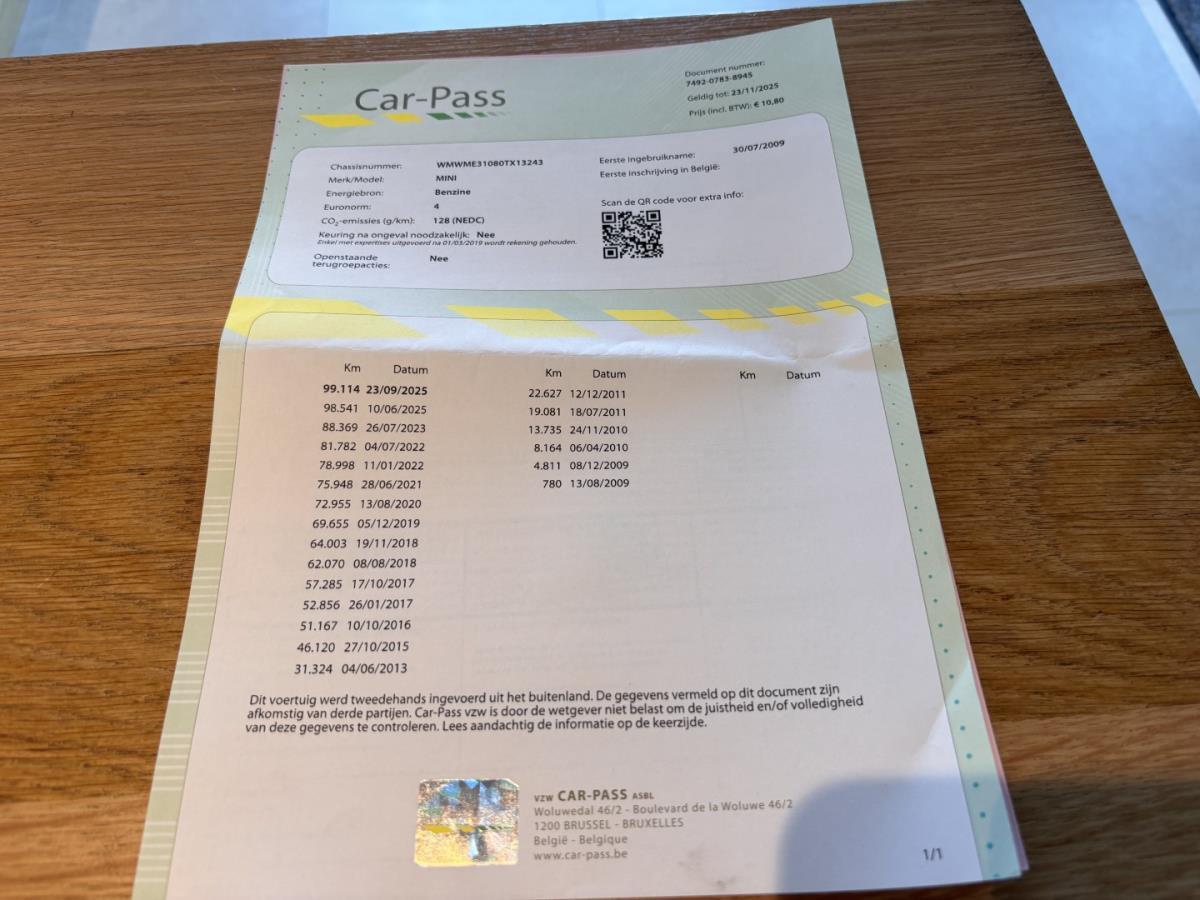 Car-Pass
Document nummer:
7492-0783-8945
Geldig tot: 23/11/2025
Prijs (incl. BTW): € 10,80
Chassisnummer: WMWME31080TX13243
Merk/Model: MINI
Energiebron: Benzine
Euronorm: 4
CO₂-emissies (g/km): 128 (NEDC)
Keuring na ongeval noodzakelijk: Nee
Enkel met expertises uitgevoerd na 01/03/2019 wordt rekening gehouden.
Openstaande
terugroepacties: Nee
Eerste ingebruikname: 30/07/2009
Eerste inschrijving in België:
Scan de QR code voor extra info:
Km Datum
99.114 23/09/2025
98.541 10/06/2025
88.369 26/07/2023
81.782 04/07/2022
78.998 11/01/2022
75.948 28/06/2021
72.955 13/08/2020
69.655 05/12/2019
64.003 19/11/2018
62.070 08/08/2018
57.285 17/10/2017
52.856 26/01/2017
51.167 10/10/2016
46.120 27/10/2015
31.324 04/06/2013
Km Datum
22.627 12/12/2011
19.081 18/07/2011
13.735 24/11/2010
8.164 06/04/2010
4.811 08/12/2009
780 13/08/2009
Km Datum
Dit voertuig werd tweedehands ingevoerd uit het buitenland. De gegevens vermeld op dit document zijn
afkomstig van derde partijen. Car-Pass vzw is door de wetgever niet belast om de juistheid en/of volledigheid
van deze gegevens te controleren. Lees aandachtig de informatie op de keerzijde.
VZW CAR-PASS ASBL
Woluwedal 46/2 - Boulevard de la Woluwe 46/2
1200 BRUSSEL - BRUXELLES
België - Belgique
www.car-pass.be
1/1